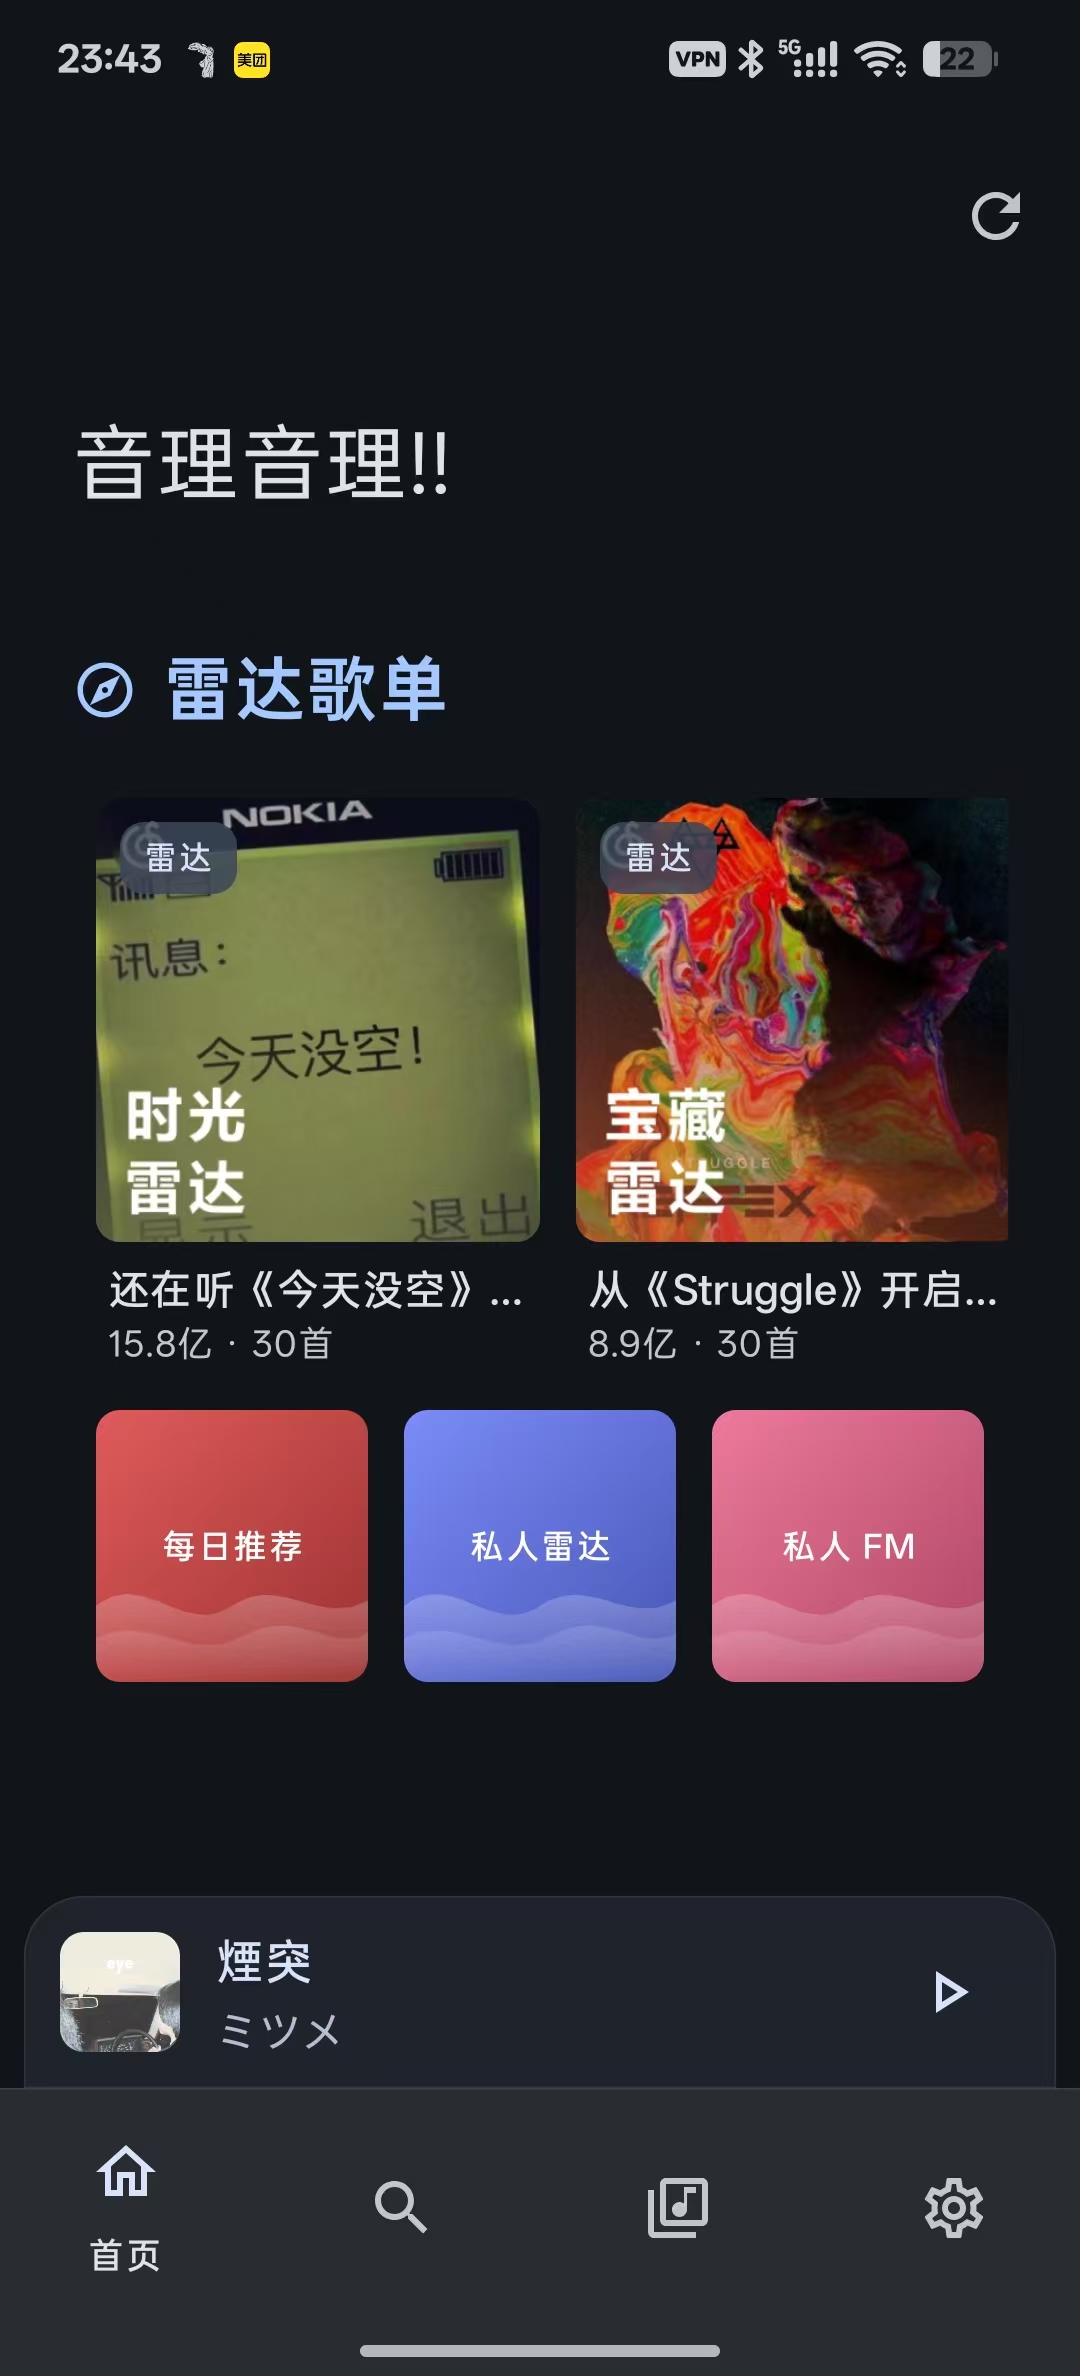 23:43
美团
VPN
5G
22
音理音理!!
雷达歌单
NOKIA
雷达
讯息：
今天没空！
时光
雷达
显示
退出
雷达
宝藏
雷达
还在听《今天没空》...
15.8亿 · 30首
从《Struggle》开启...
8.9亿 · 30首
每日推荐
私人雷达
私人 FM
eye
煙突
ミツメ
首页